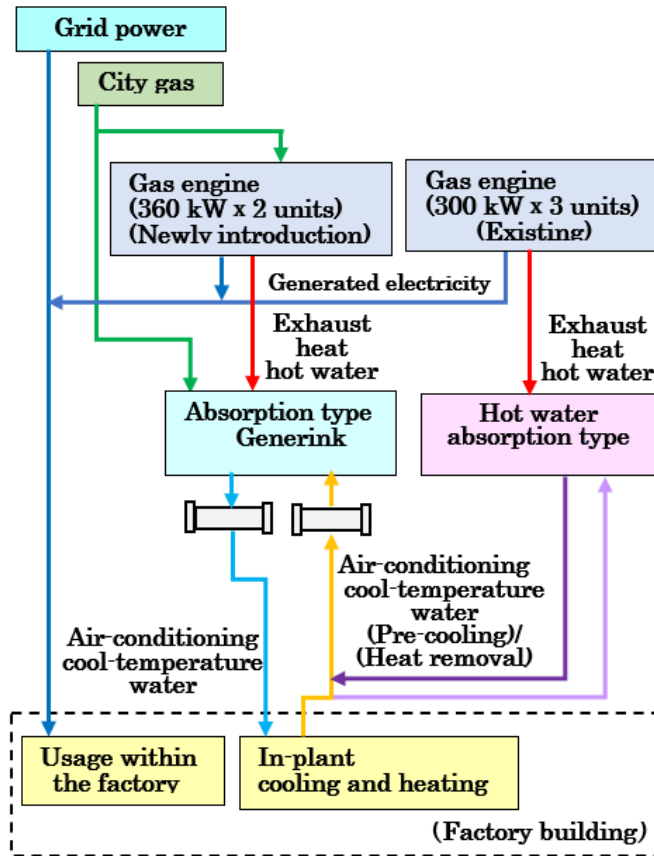 Grid power
City gas
Gas engine
(360 kW x 2 units)
(Newly introduction)
Gas engine
(300 kW x 3 units)
(Existing)
Generated electricity
Exhaust
heat
hot water
Exhaust
heat
hot water
Absorption type
Generink
Hot water
absorption type
Air-conditioning
cool-temperature
water
(Pre-cooling)/
(Heat removal)
Air-conditioning
cool-temperature
water
Usage within
the factory
In-plant
cooling and heating
(Factory building)